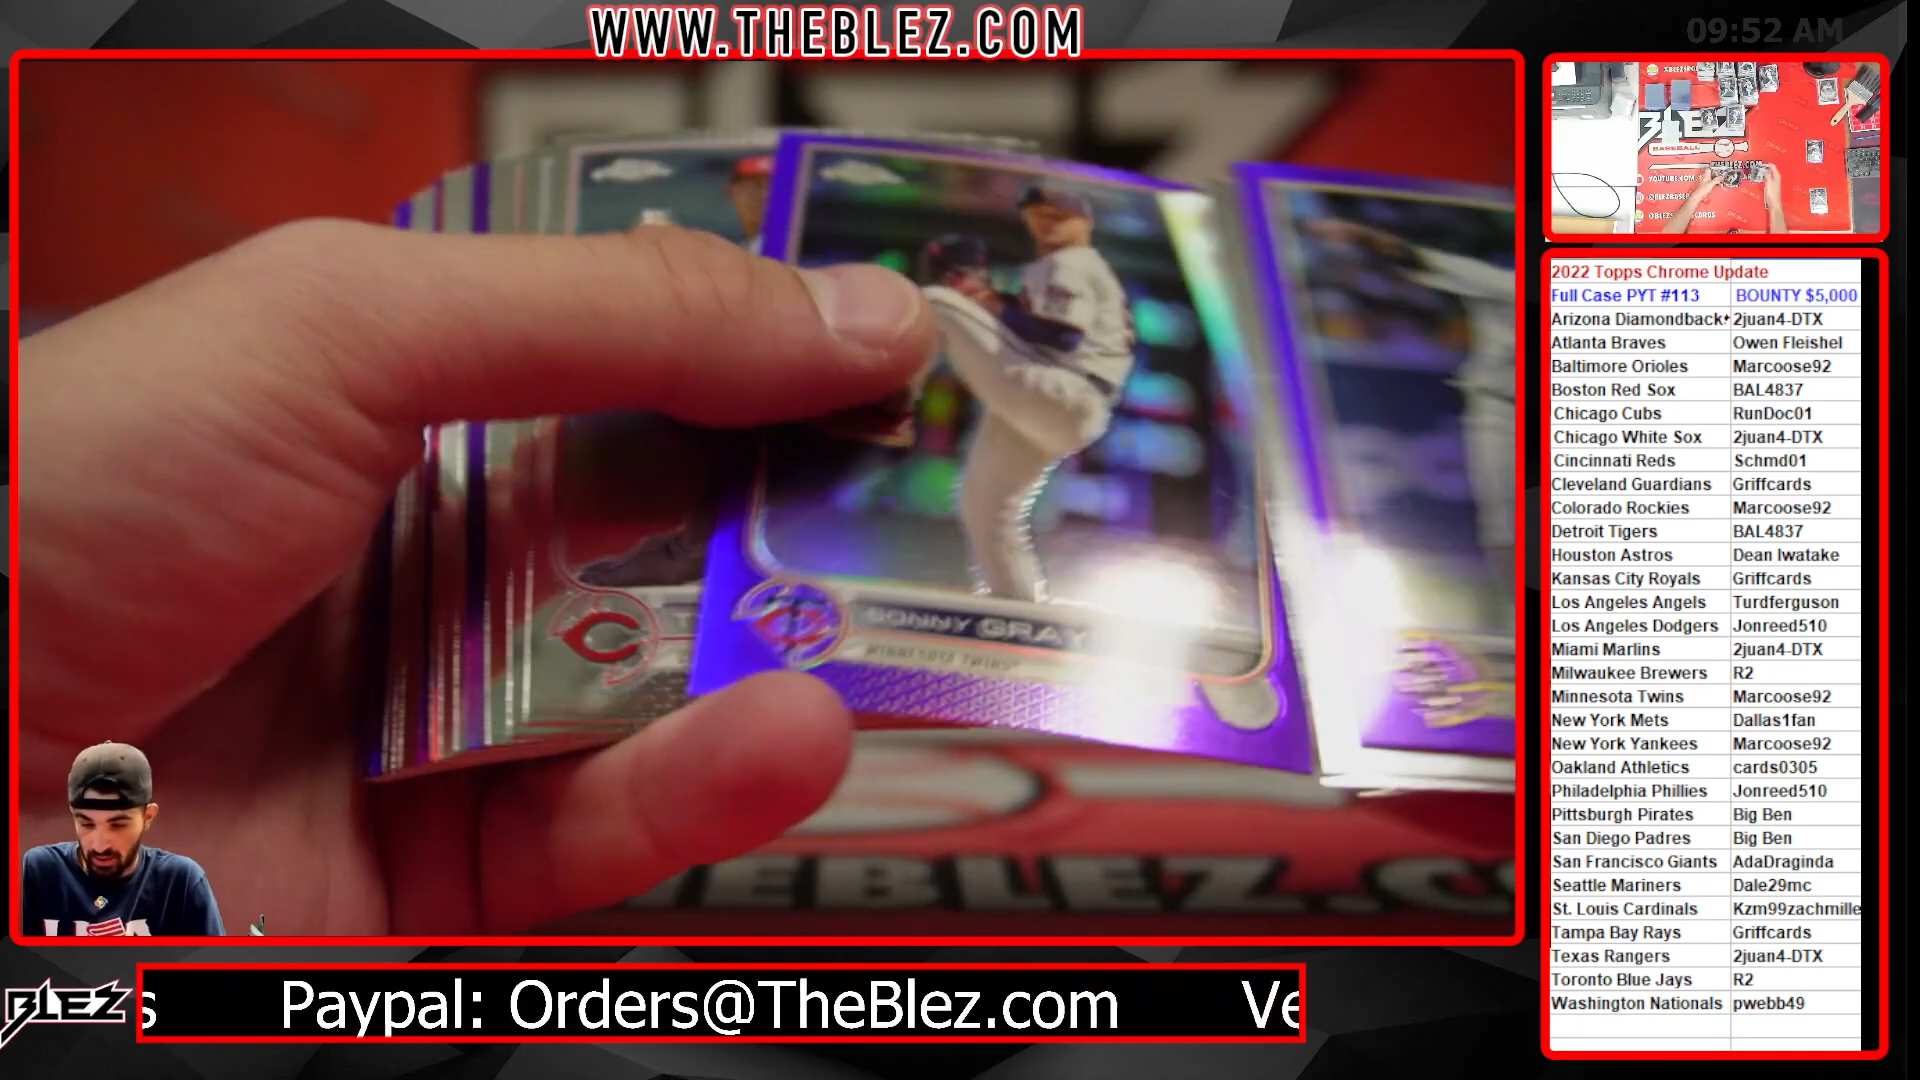 WWW.THEBLEZ.COM
09:52 AM
SONNY GRAY
MINNESOTA TWINS
2022 Topps Chrome Update
Full Case PYT #113 BOUNTY $5,000
Arizona Diamondback 2juan4-DTX
Atlanta Braves Owen Fleishel
Baltimore Orioles Marcoose92
Boston Red Sox BAL4837
Chicago Cubs RunDoc01
Chicago White Sox 2juan4-DTX
Cincinnati Reds Schmd01
Cleveland Guardians Griffcards
Colorado Rockies Marcoose92
Detroit Tigers BAL4837
Houston Astros Dean Iwatake
Kansas City Royals Griffcards
Los Angeles Angels Turdferguson
Los Angeles Dodgers Jonreed510
Miami Marlins 2juan4-DTX
Milwaukee Brewers R2
Minnesota Twins Marcoose92
New York Mets Dallas1fan
New York Yankees Marcoose92
Oakland Athletics cards0305
Philadelphia Phillies Jonreed510
Pittsburgh Pirates Big Ben
San Diego Padres Big Ben
San Francisco Giants AdaDraginda
Seattle Mariners Dale29mc
St. Louis Cardinals Kzm99zachmille
Tampa Bay Rays Griffcards
Texas Rangers 2juan4-DTX
Toronto Blue Jays R2
Washington Nationals pwebb49
BLEZ
s Paypal: Orders@TheBlez.com Ve